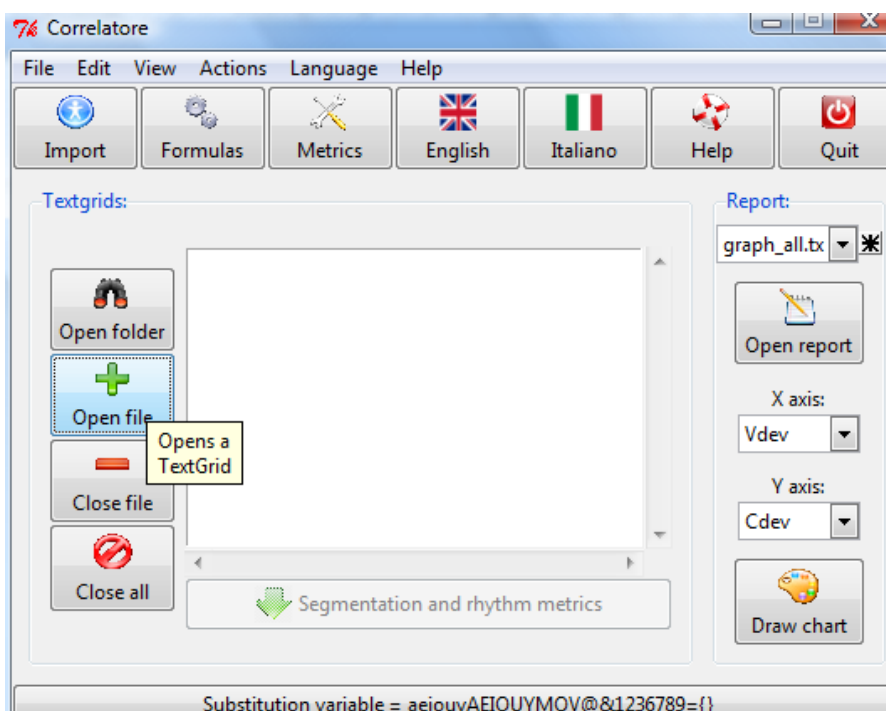 Correlatore
File Edit View Actions Language Help
Import Formulas Metrics English Italiano Help Quit
Textgrids:
Open folder
Open file
Opens a
TextGrid
Close file
Close all
Segmentation and rhythm metrics
Report:
graph_all.tx
Open report
X axis:
Vdev
Y axis:
Cdev
Draw chart
Substitution variable = aeiouyAEIOUYMOV@&1236789={}